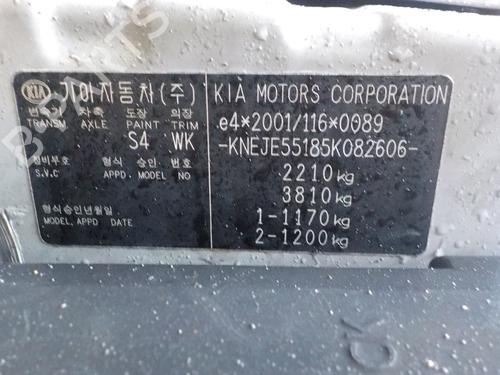 KIA 기아자동차(주) KIA MOTORS CORPORATION
변속 차축 도장 의장
TRANSM AXLE PAINT TRIM
S4 WK
e4*2001/116*0089
-KNEJE55185K082606-
정비부호 형식 승인 번호
S.V.C APPD MODEL NO
2210kg
3810kg
형식승인년월일
MODEL, APPD DATE
1-1170kg
2-1200kg
CK